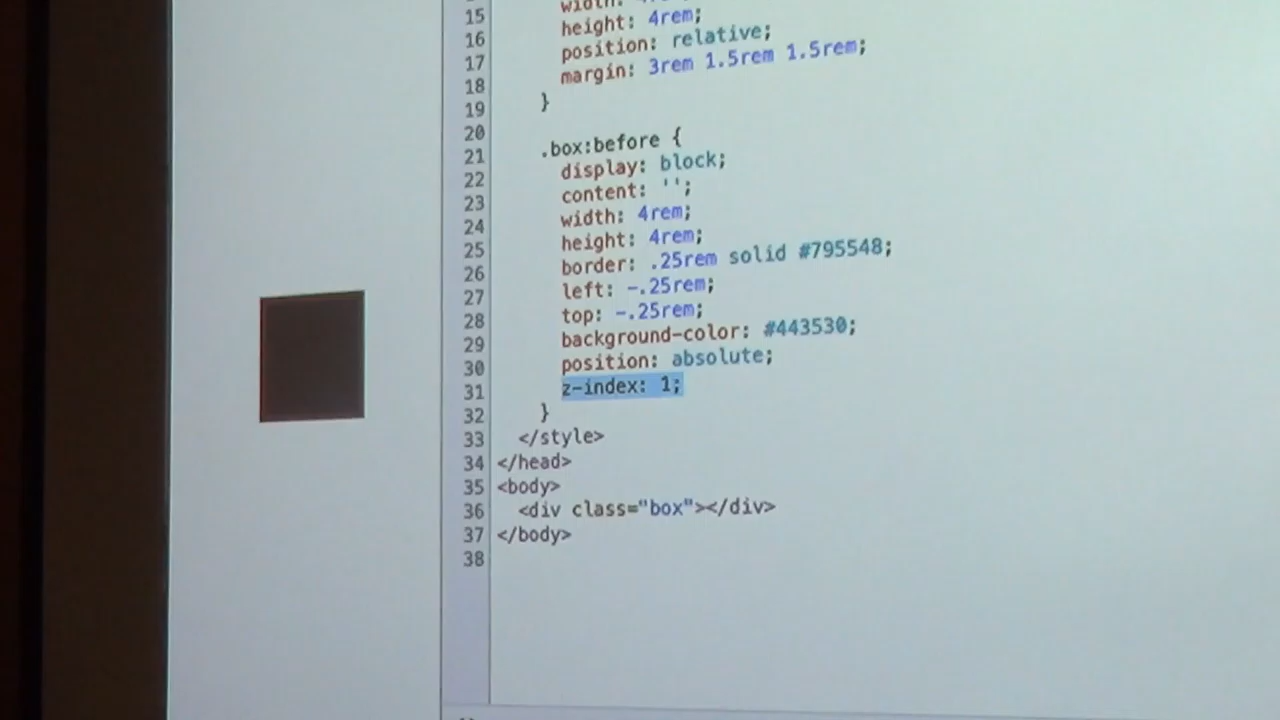 15 width:
16 height: 4rem;
17 position: relative;
18 margin: 3rem 1.5rem 1.5rem;
19 }
20
21 .box:before {
22 display: block;
23 content: '';
24 width: 4rem;
25 height: 4rem;
26 border: .25rem solid #795548;
27 left: -.25rem;
28 top: -.25rem;
29 background-color: #443530;
30 position: absolute;
31 z-index: 1;
32 }
33 </style>
34 </head>
35 <body>
36 <div class="box"></div>
37 </body>
38